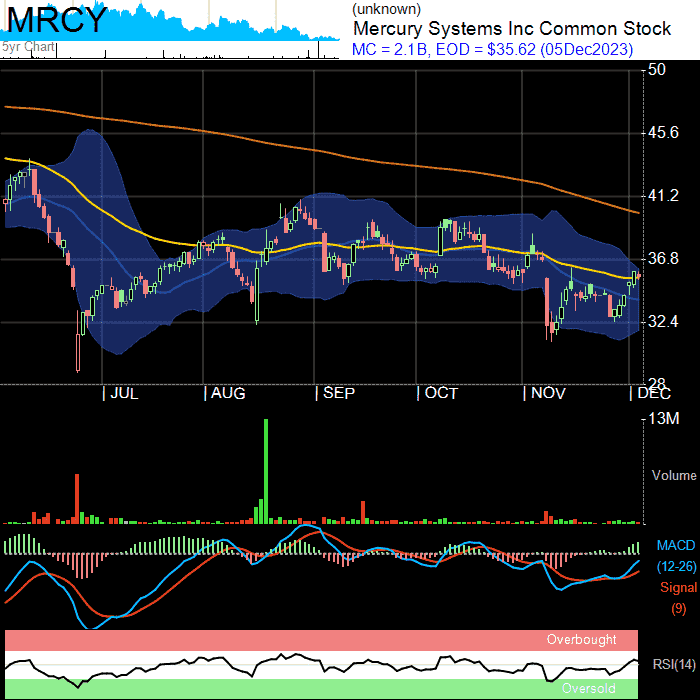 MRCY
5yr Chart
(unknown)
Mercury Systems Inc Common Stock
MC = 2.1B, EOD = $35.62 (05Dec2023)
50
45.6
41.2
36.8
32.4
28
| JUL | AUG | SEP | OCT | NOV | DEC
13M
Volume
MACD
(12-26)
Signal
(9)
Overbought
RSI(14)
Oversold